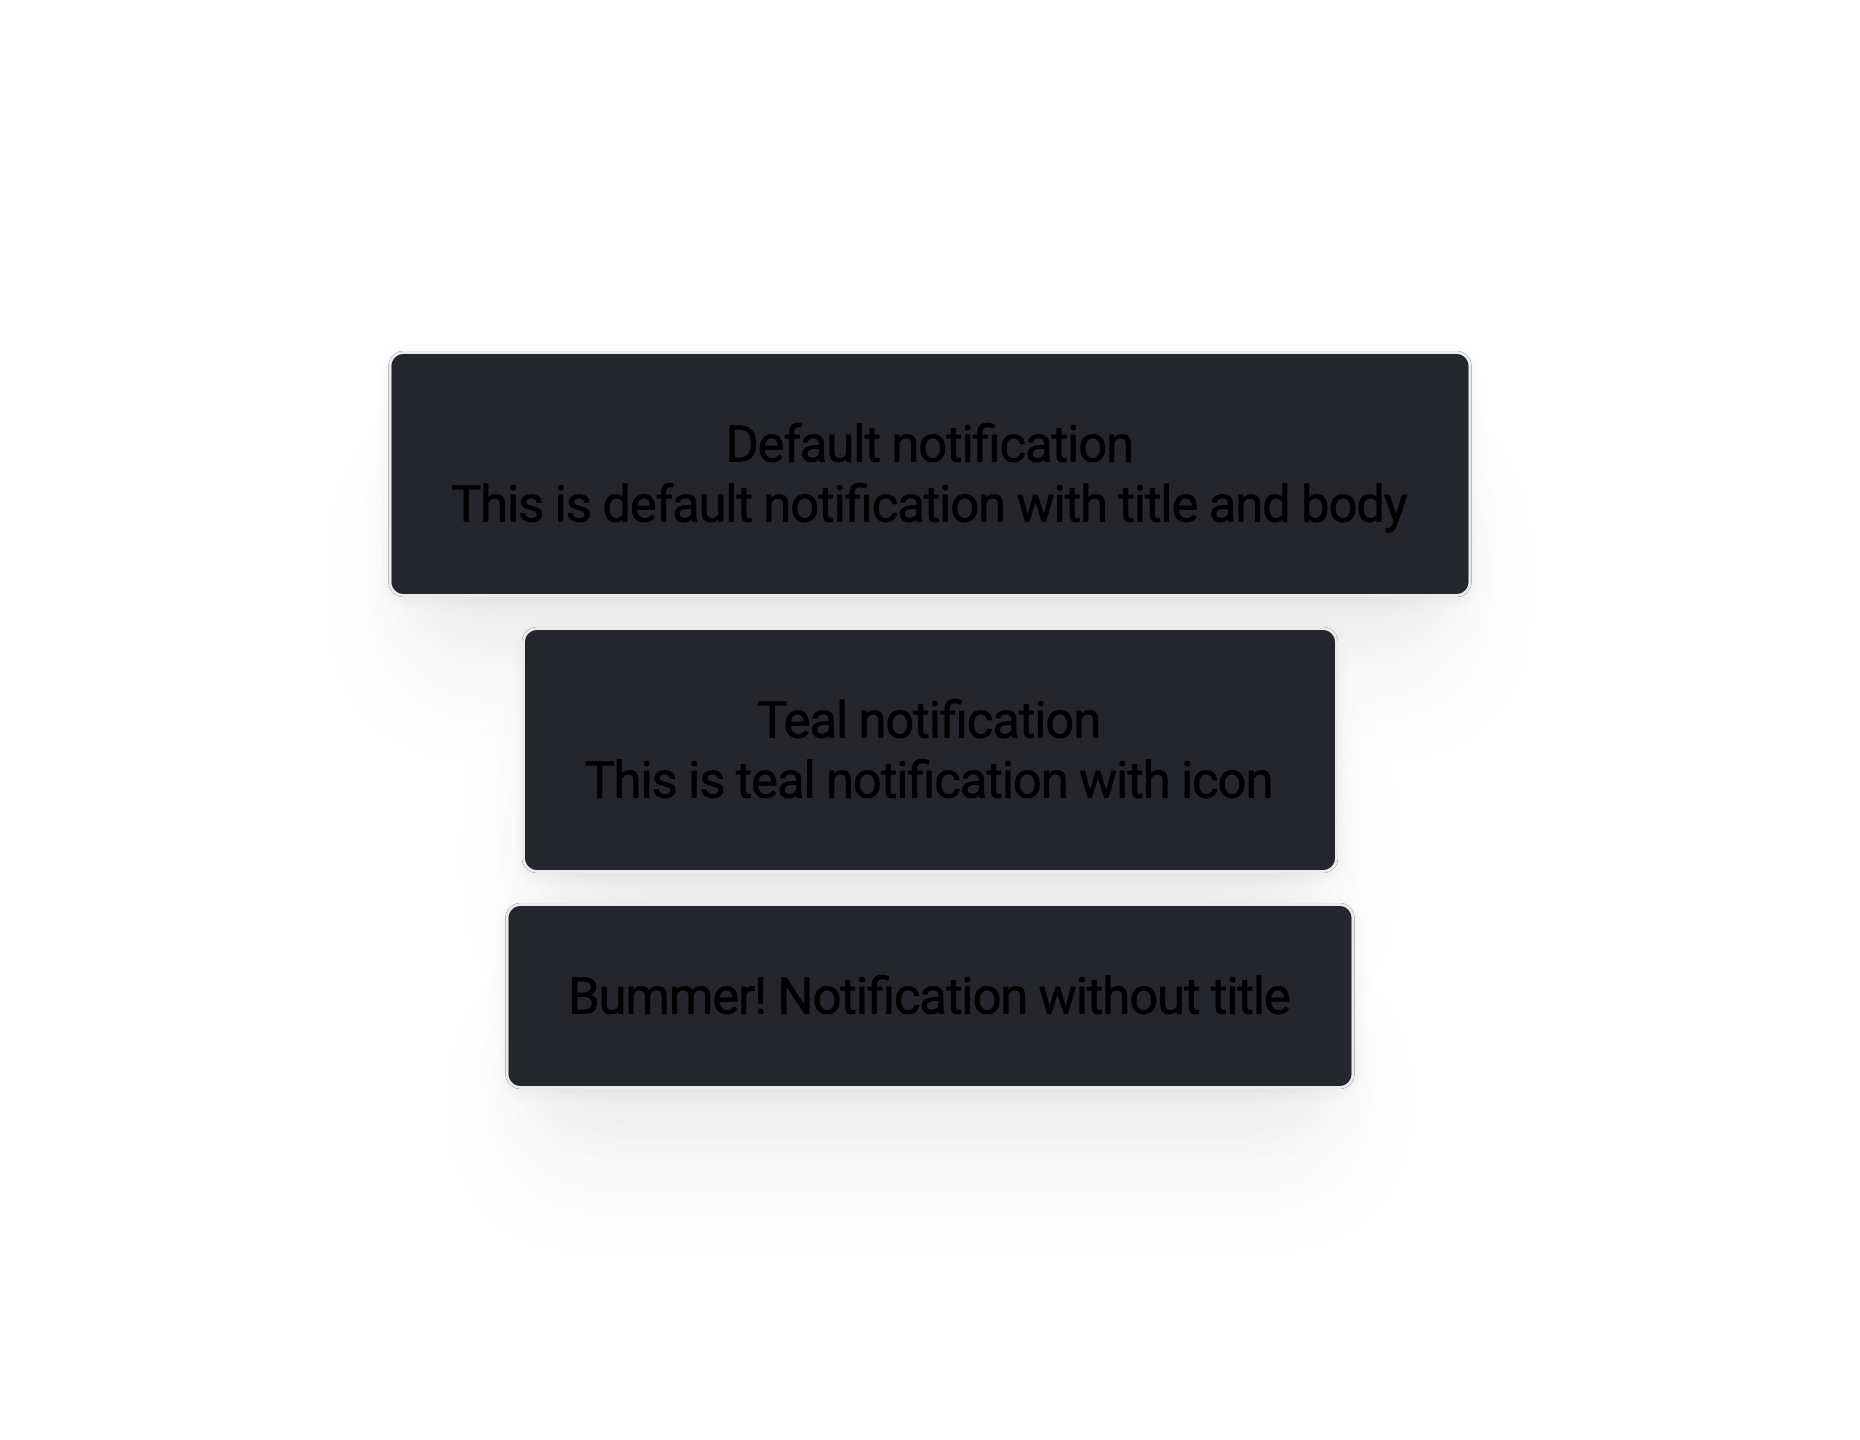 Default notification
This is default notification with title and body
Teal notification
This is teal notification with icon
Bummer! Notification without title